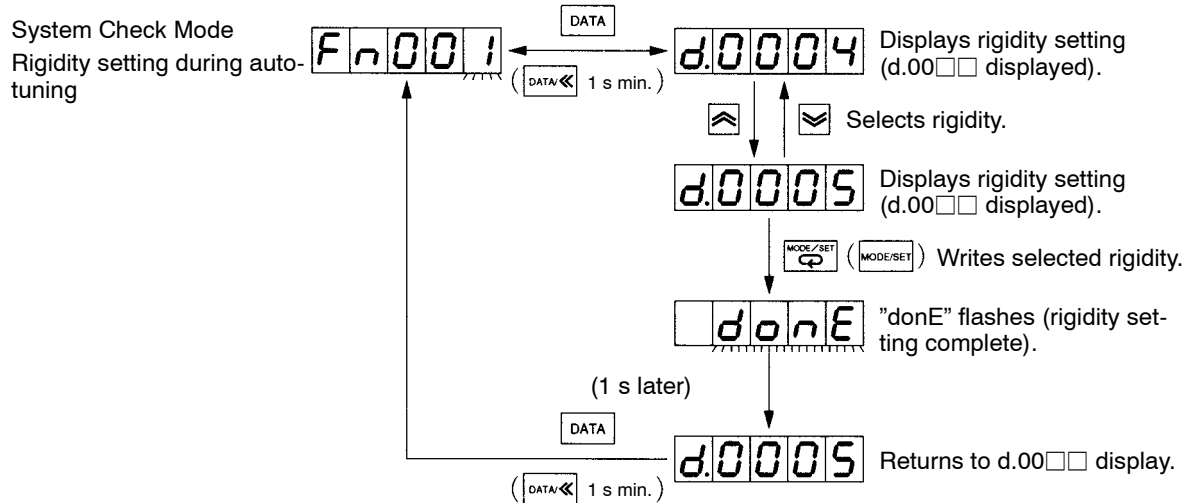 System Check Mode
Rigidity setting during auto-
tuning
Fn001
DATA
(DATA/≪ 1 s min.)
d.0004
Displays rigidity setting
(d.00□□ displayed).
Selects rigidity.
d.0005
Displays rigidity setting
(d.00□□ displayed).
MODE/SET (MODE/SET) Writes selected rigidity.
donE
”donE” flashes (rigidity set-
ting complete).
(1 s later)
DATA
(DATA/≪ 1 s min.)
d.0005
Returns to d.00□□ display.